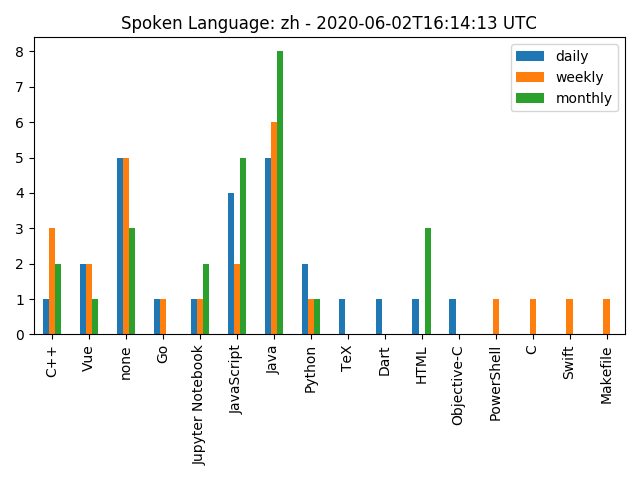 Spoken Language: zh - 2020-06-02T16:14:13 UTC
daily
weekly
monthly
8
7
6
5
4
3
2
1
0
C++
Vue
none
Go
Jupyter Notebook
JavaScript
Java
Python
TeX
Dart
HTML
Objective-C
PowerShell
C
Swift
Makefile